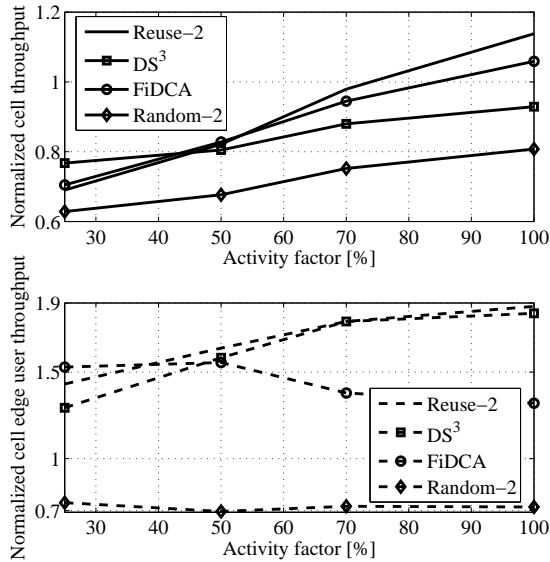 Normalized cell throughput
1.2
1
0.8
0.6
Reuse−2
DS³
FiDCA
Random−2
30 40 50 60 70 80 90 100
Activity factor [%]
Normalized cell edge user throughput
1.9
1.5
1
0.7
Reuse−2
DS³
FiDCA
Random−2
30 40 50 60 70 80 90 100
Activity factor [%]